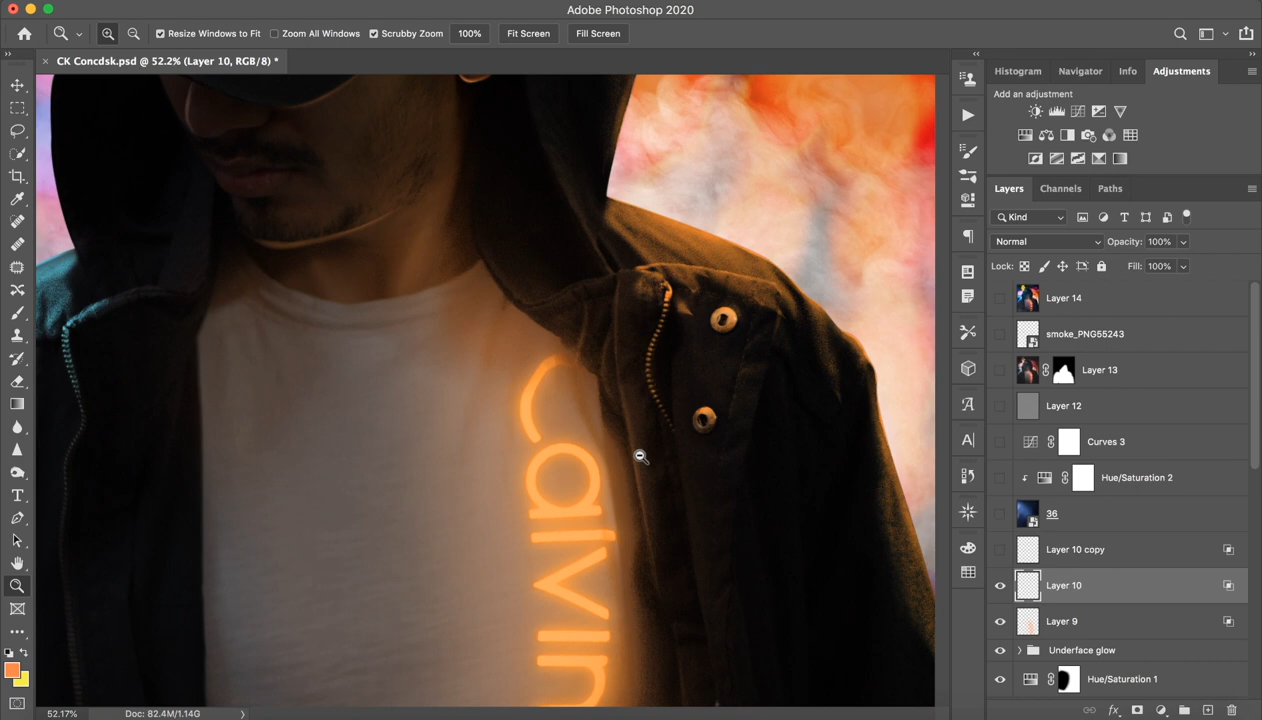 Adobe Photoshop 2020
Resize Windows to Fit
Zoom All Windows
Scrubby Zoom
100%
Fit Screen
Fill Screen
CK Concdsk.psd @ 52.2% (Layer 10, RGB/8) *
Histogram
Navigator
Info
Adjustments
Add an adjustment
Layers
Channels
Paths
Kind
Normal
Opacity: 100%
Lock:
Fill: 100%
Layer 14
smoke_PNG55243
Layer 13
Layer 12
Curves 3
Hue/Saturation 2
36
Layer 10 copy
Layer 10
Layer 9
Underface glow
Hue/Saturation 1
Calvin
52.17%
Doc: 82.4M/1.14G